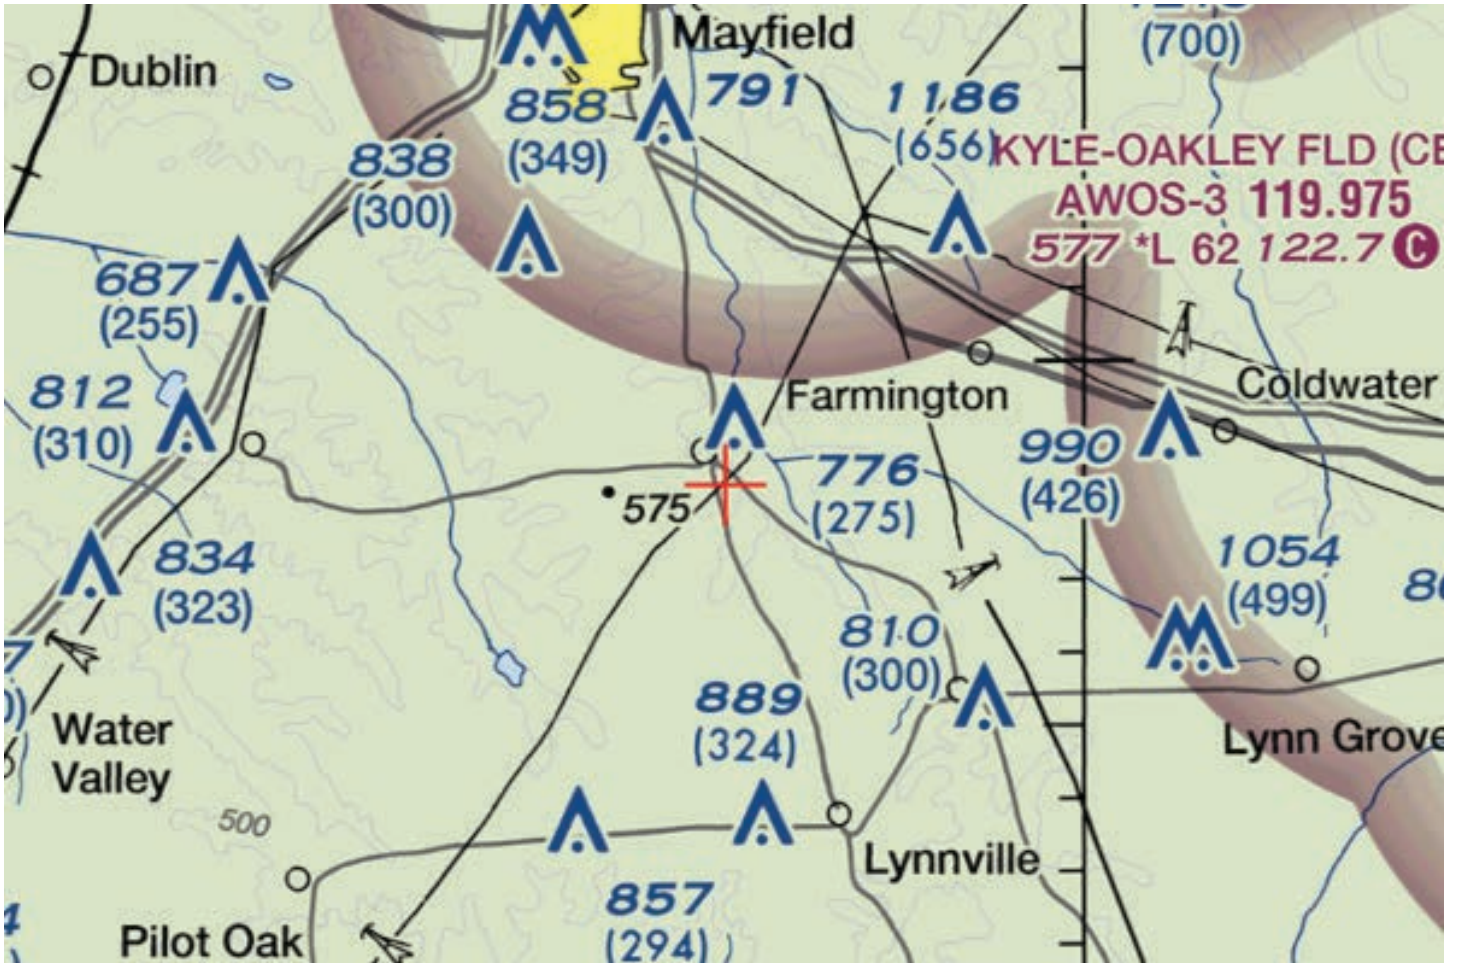 Mayfield
(700)
Dublin
791
1186
(656)
858
(349)
838
(300)
KYLE-OAKLEY FLD (CE
AWOS-3 119.975
577 *L 62 122.7 C
687
(255)
812
(310)
Farmington
Coldwater
990
(426)
776
(275)
575
834
(323)
1054
(499)
810
(300)
889
(324)
Water
Valley
Lynn Grove
500
Lynnville
857
(294)
Pilot Oak